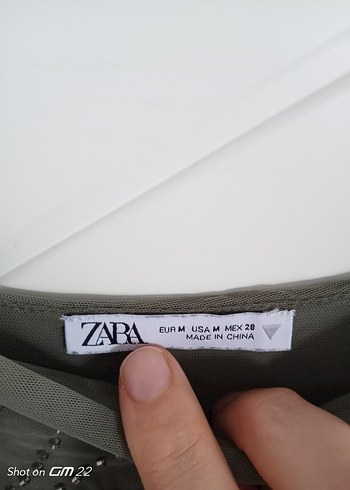 ZARA
EUR M USA M MEX 28
MADE IN CHINA
Shot on GM 22